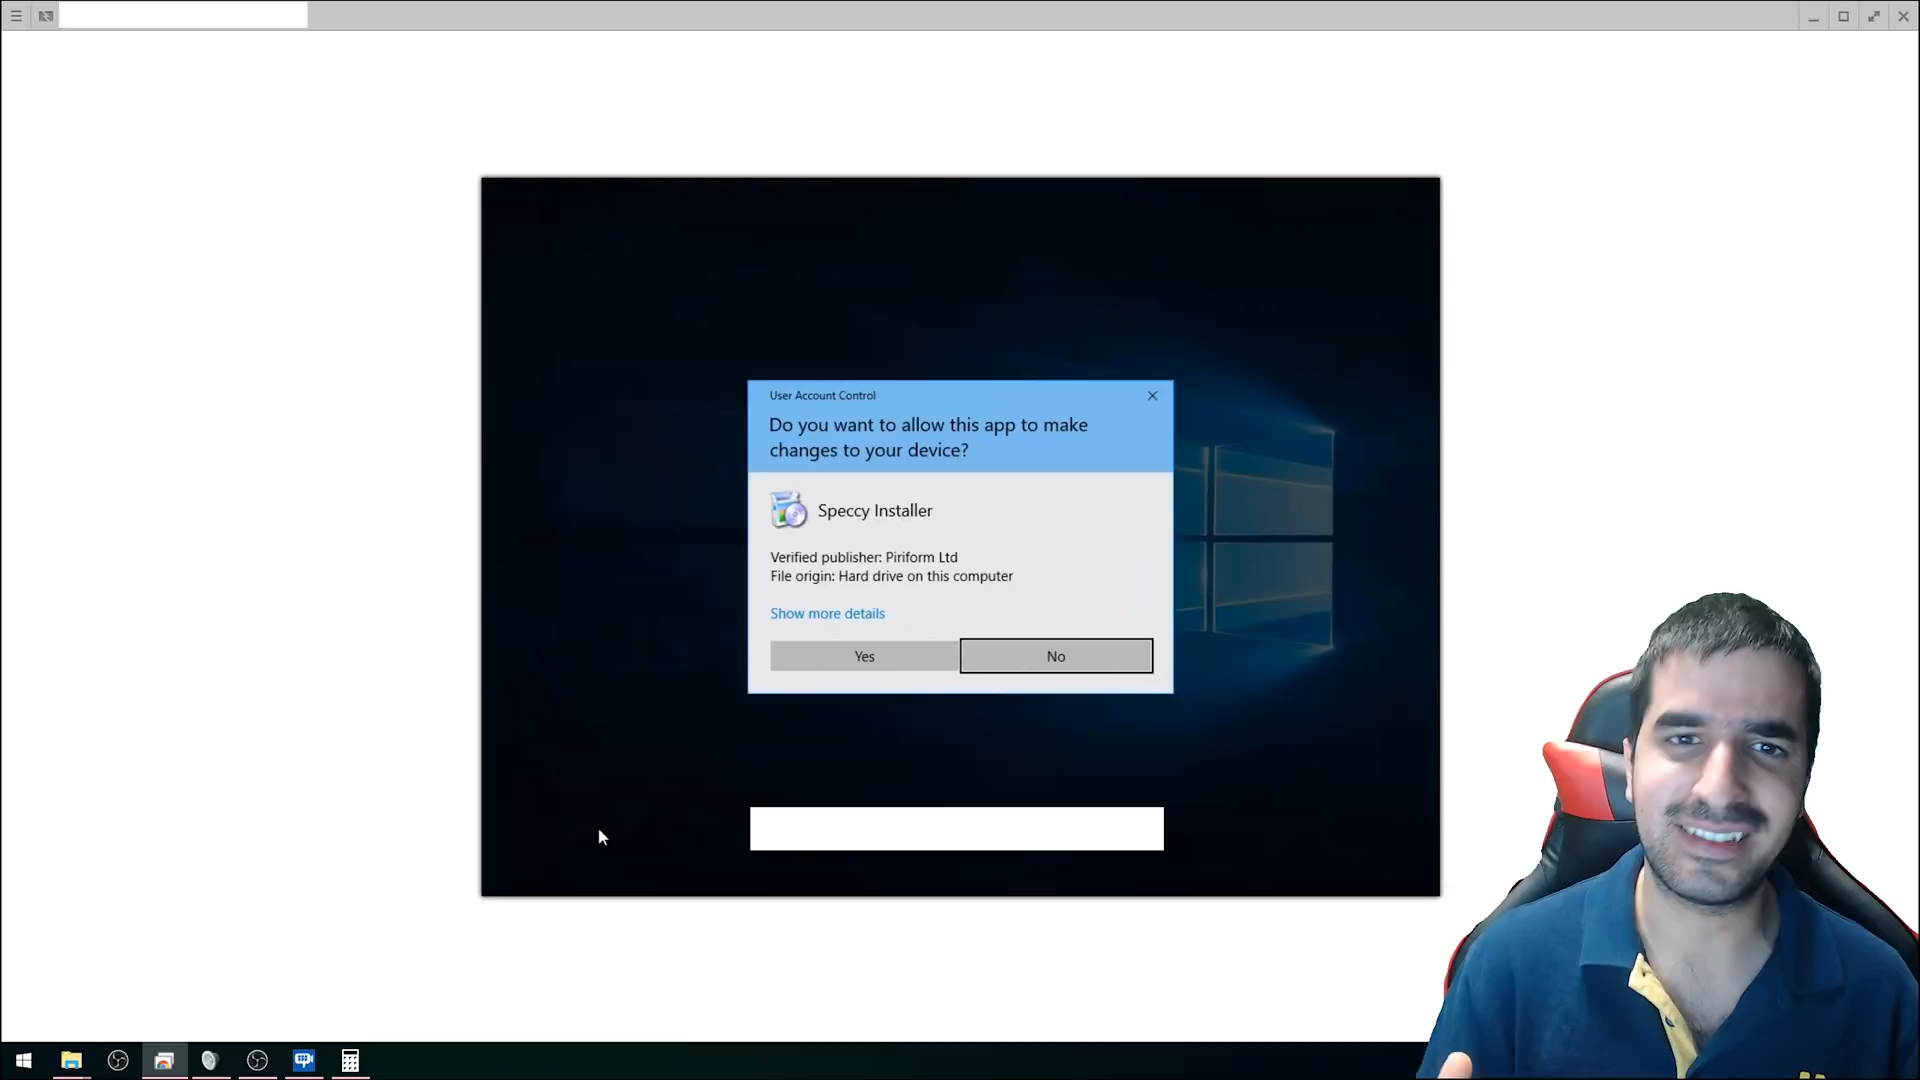 User Account Control
Do you want to allow this app to make
changes to your device?
Speccy Installer
Verified publisher: Piriform Ltd
File origin: Hard drive on this computer
Show more details
Yes
No